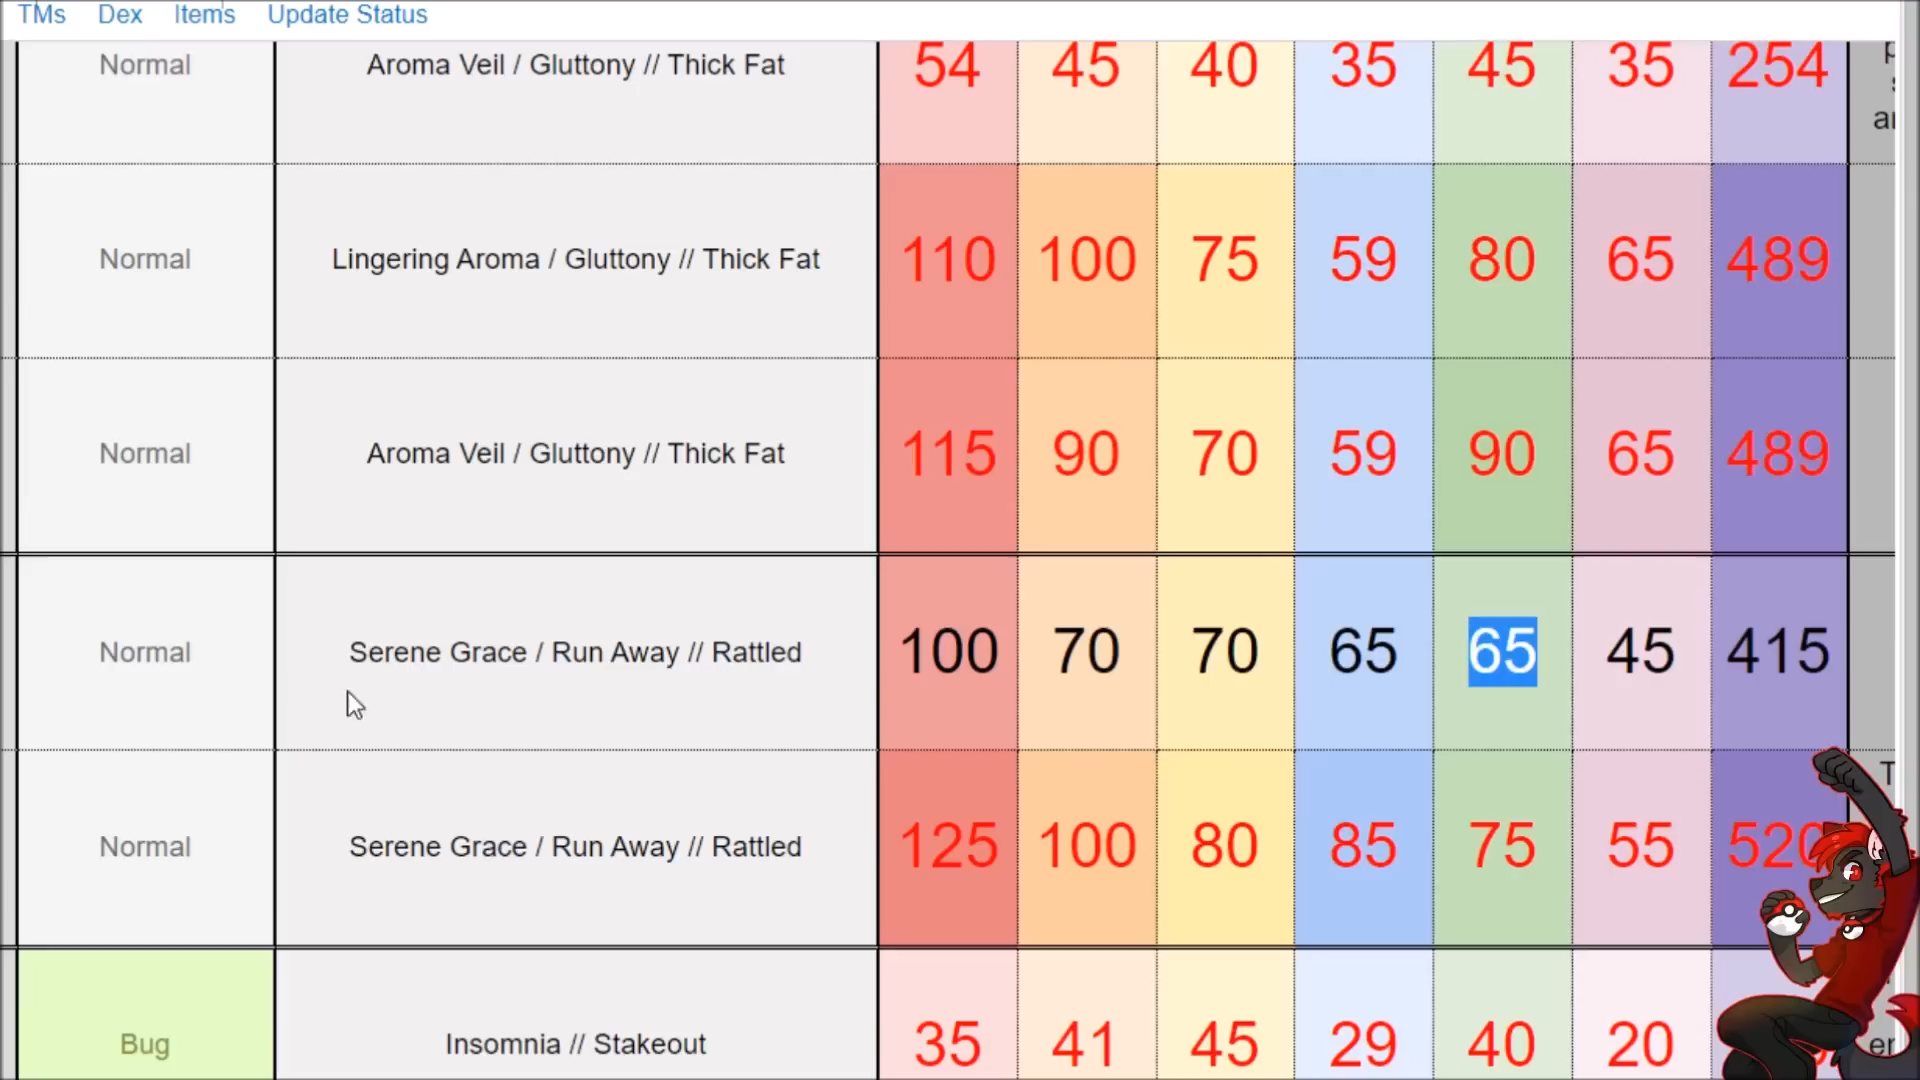 TMs Dex Items Update Status
Normal Aroma Veil / Gluttony // Thick Fat 54 45 40 35 45 35 254
Normal Lingering Aroma / Gluttony // Thick Fat 110 100 75 59 80 65 489
Normal Aroma Veil / Gluttony // Thick Fat 115 90 70 59 90 65 489
Normal Serene Grace / Run Away // Rattled 100 70 70 65 65 45 415
Normal Serene Grace / Run Away // Rattled 125 100 80 85 75 55 520
Bug Insomnia // Stakeout 35 41 45 29 40 20